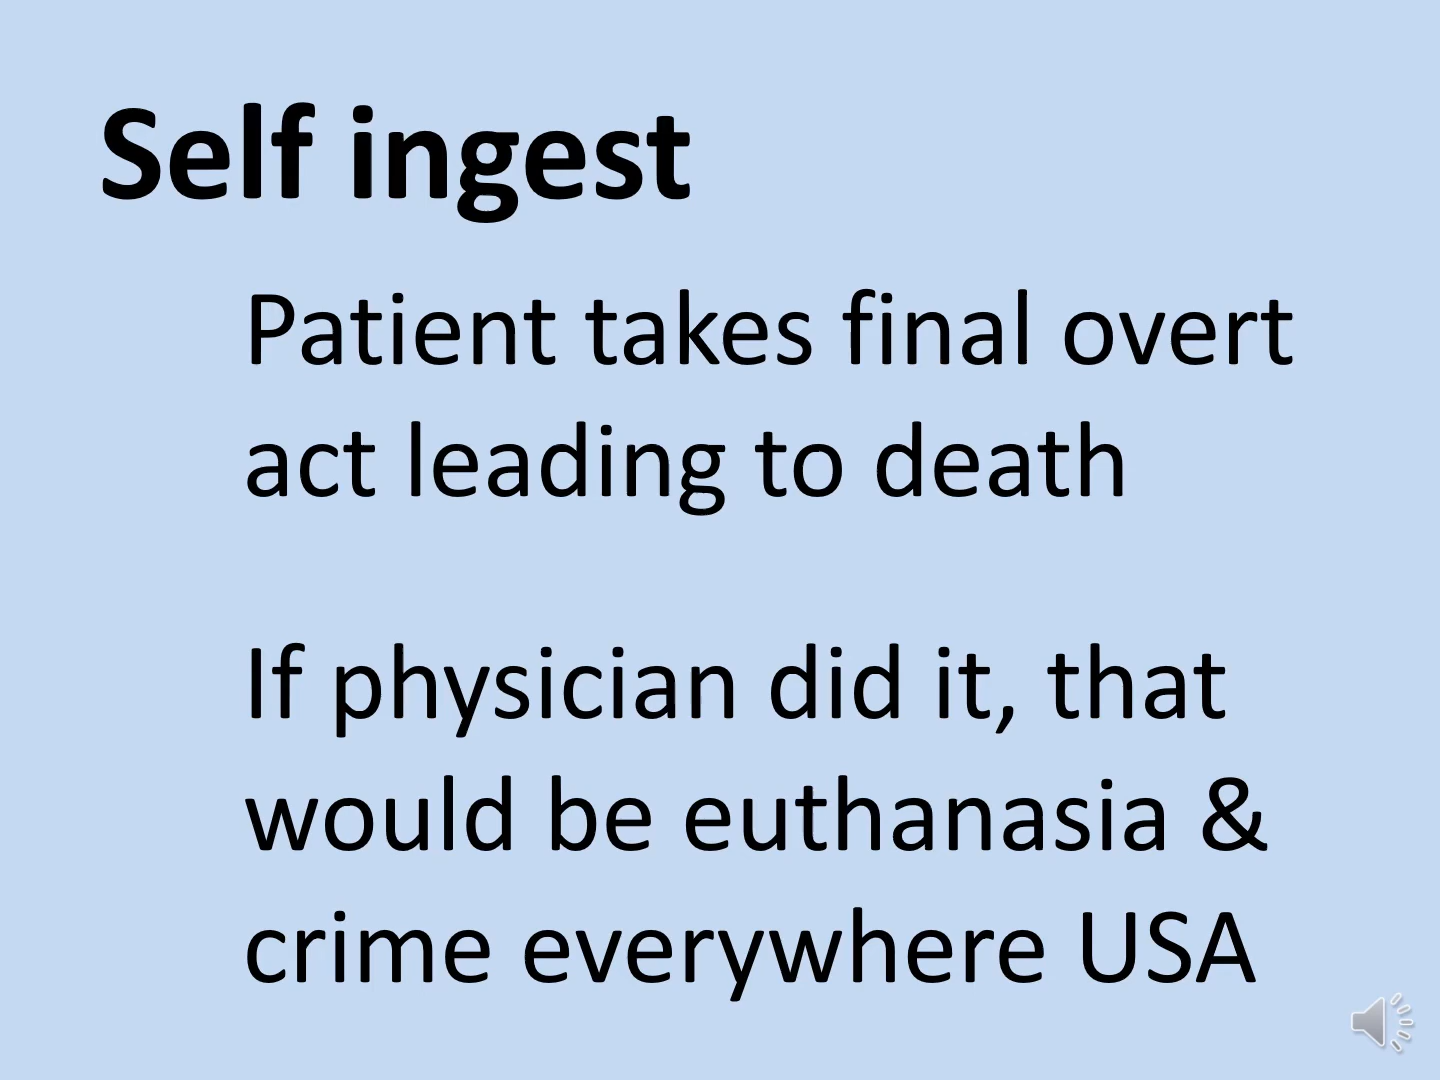 Self ingest
Patient takes final overt
act leading to death
If physician did it, that
would be euthanasia &
crime everywhere USA